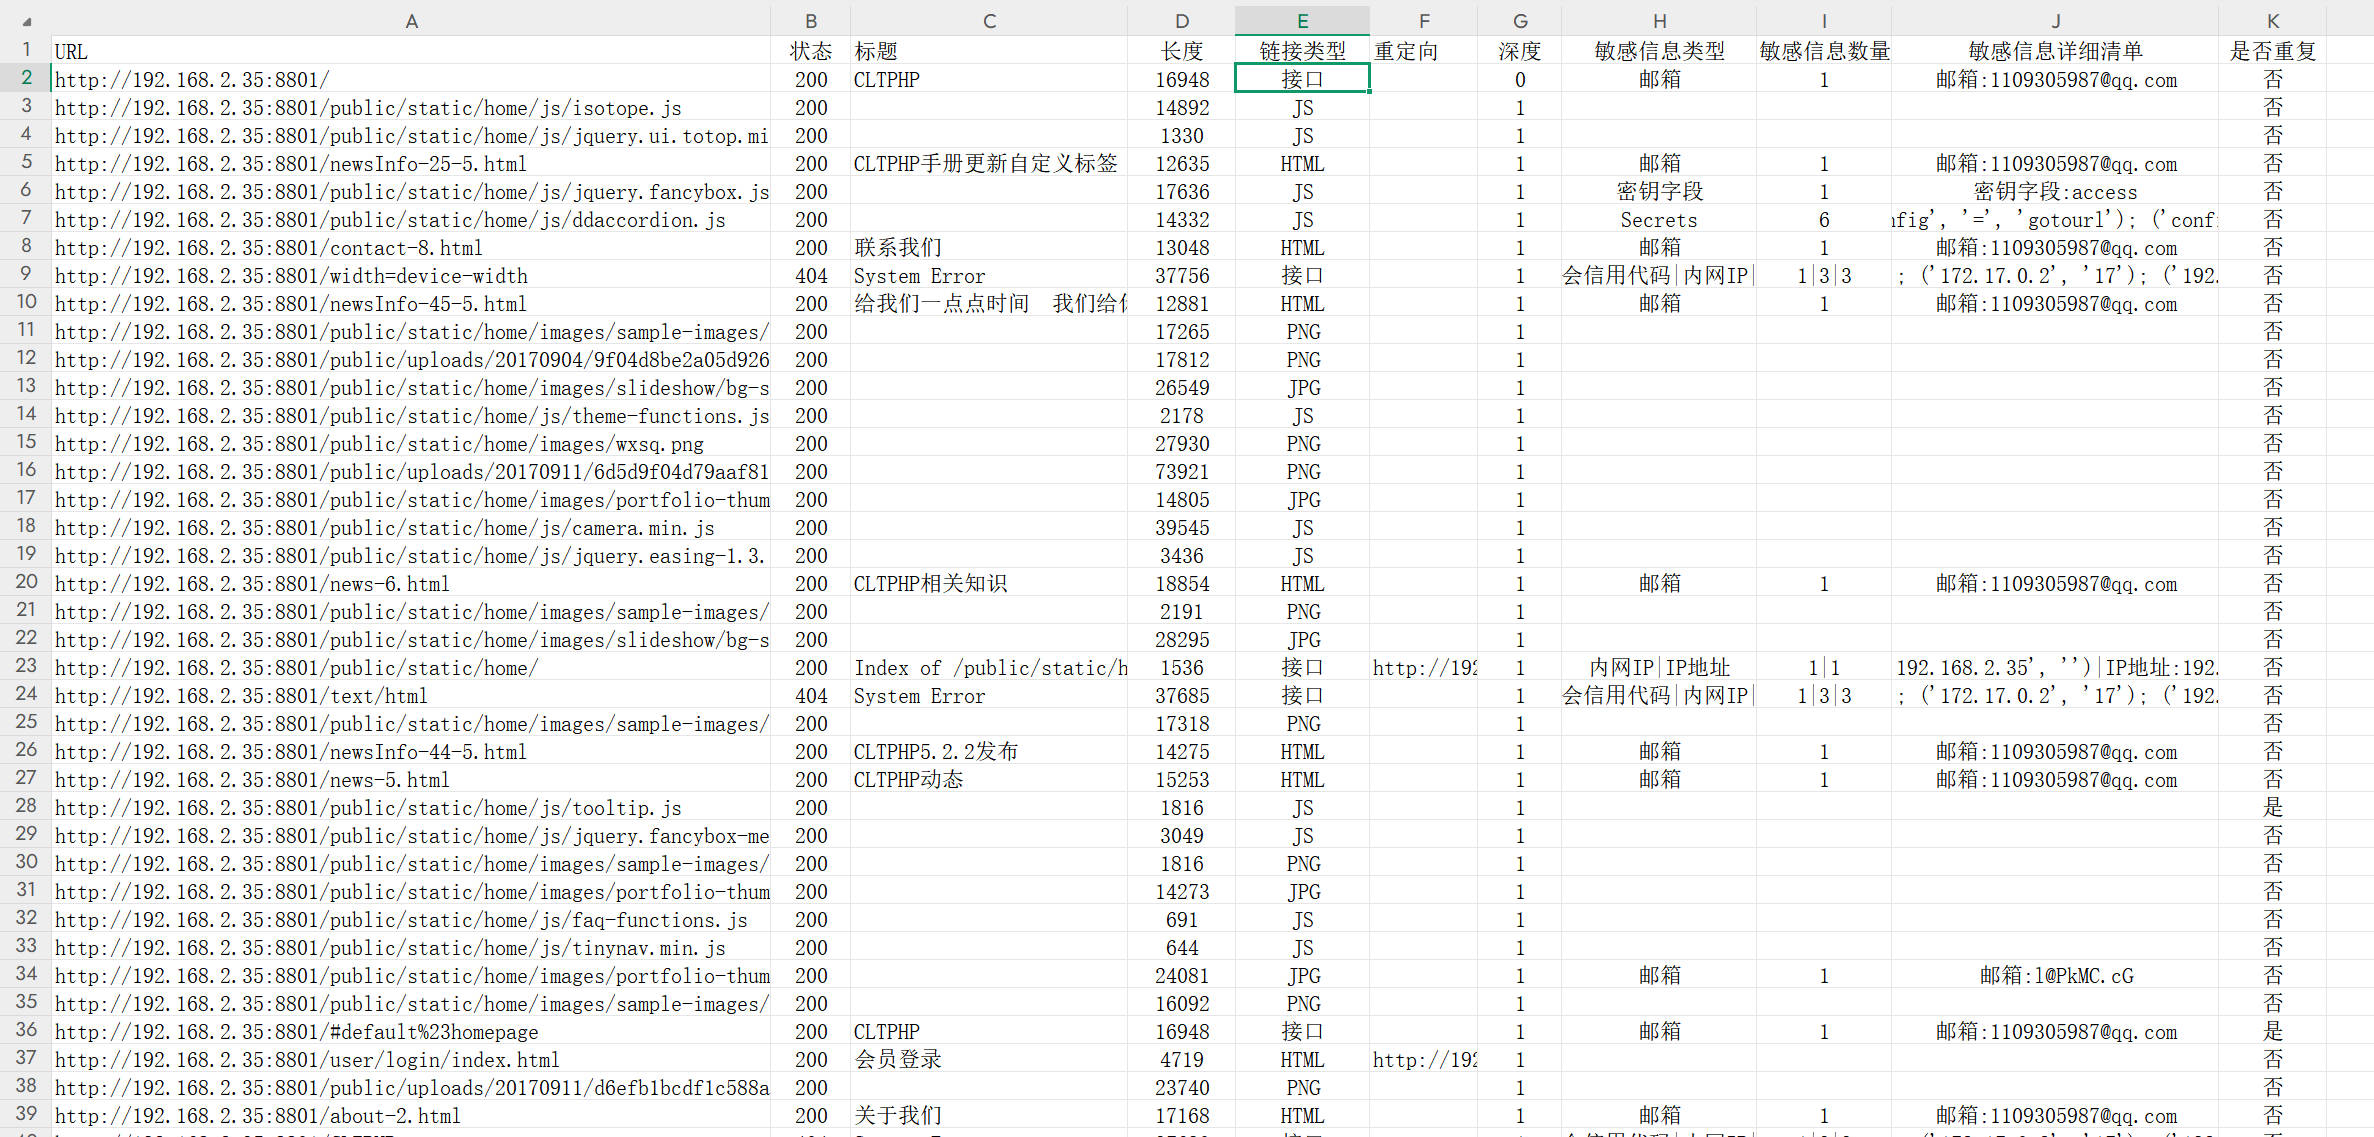 A B C D E F G H I J K
1 URL 状态 标题 长度 链接类型 重定向 深度 敏感信息类型 敏感信息数量 敏感信息详细清单 是否重复
2 http://192.168.2.35:8801/ 200 CLTPHP 16948 接口 0 邮箱 1 邮箱:1109305987@qq.com 否
3 http://192.168.2.35:8801/public/static/home/js/isotope.js 200 14892 JS 1 否
4 http://192.168.2.35:8801/public/static/home/js/jquery.ui.totop.mi 200 1330 JS 1 否
5 http://192.168.2.35:8801/newsInfo-25-5.html 200 CLTPHP手册更新自定义标签 12635 HTML 1 邮箱 1 邮箱:1109305987@qq.com 否
6 http://192.168.2.35:8801/public/static/home/js/jquery.fancybox.js 200 17636 JS 1 密钥字段 1 密钥字段:access 否
7 http://192.168.2.35:8801/public/static/home/js/ddaccordion.js 200 14332 JS 1 Secrets 6 nfig', '=', 'gotourl'); ('conf 否
8 http://192.168.2.35:8801/contact-8.html 200 联系我们 13048 HTML 1 邮箱 1 邮箱:1109305987@qq.com 否
9 http://192.168.2.35:8801/width=device-width 404 System Error 37756 接口 1 会信用代码|内网IP| 1|3|3 ; ('172.17.0.2', '17'); ('192. 否
10 http://192.168.2.35:8801/newsInfo-45-5.html 200 给我们一点点时间 我们给 12881 HTML 1 邮箱 1 邮箱:1109305987@qq.com 否
11 http://192.168.2.35:8801/public/static/home/images/sample-images/ 200 17265 PNG 1 否
12 http://192.168.2.35:8801/public/uploads/20170904/9f04d8be2a05d926 200 17812 PNG 1 否
13 http://192.168.2.35:8801/public/static/home/images/slideshow/bg-s 200 26549 JPG 1 否
14 http://192.168.2.35:8801/public/static/home/js/theme-functions.js 200 2178 JS 1 否
15 http://192.168.2.35:8801/public/static/home/images/wxsq.png 200 27930 PNG 1 否
16 http://192.168.2.35:8801/public/uploads/20170911/6d5d9f04d79aaf81 200 73921 PNG 1 否
17 http://192.168.2.35:8801/public/static/home/images/portfolio-thum 200 14805 JPG 1 否
18 http://192.168.2.35:8801/public/static/home/js/camera.min.js 200 39545 JS 1 否
19 http://192.168.2.35:8801/public/static/home/js/jquery.easing-1.3. 200 3436 JS 1 否
20 http://192.168.2.35:8801/news-6.html 200 CLTPHP相关知识 18854 HTML 1 邮箱 1 邮箱:1109305987@qq.com 否
21 http://192.168.2.35:8801/public/static/home/images/sample-images/ 200 2191 PNG 1 否
22 http://192.168.2.35:8801/public/static/home/images/slideshow/bg-s 200 28295 JPG 1 否
23 http://192.168.2.35:8801/public/static/home/ 200 Index of /public/static/h 1536 接口 http://192 1 内网IP|IP地址 1|1 192.168.2.35', '')|IP地址:192. 否
24 http://192.168.2.35:8801/text/html 404 System Error 37685 接口 1 会信用代码|内网IP| 1|3|3 ; ('172.17.0.2', '17'); ('192. 否
25 http://192.168.2.35:8801/public/static/home/images/sample-images/ 200 17318 PNG 1 否
26 http://192.168.2.35:8801/newsInfo-44-5.html 200 CLTPHP5.2.2发布 14275 HTML 1 邮箱 1 邮箱:1109305987@qq.com 否
27 http://192.168.2.35:8801/news-5.html 200 CLTPHP动态 15253 HTML 1 邮箱 1 邮箱:1109305987@qq.com 否
28 http://192.168.2.35:8801/public/static/home/js/tooltip.js 200 1816 JS 1 是
29 http://192.168.2.35:8801/public/static/home/js/jquery.fancybox-me 200 3049 JS 1 否
30 http://192.168.2.35:8801/public/static/home/images/sample-images/ 200 1816 PNG 1 否
31 http://192.168.2.35:8801/public/static/home/images/portfolio-thum 200 14273 JPG 1 否
32 http://192.168.2.35:8801/public/static/home/js/faq-functions.js 200 691 JS 1 否
33 http://192.168.2.35:8801/public/static/home/js/tinynav.min.js 200 644 JS 1 否
34 http://192.168.2.35:8801/public/static/home/images/portfolio-thum 200 24081 JPG 1 邮箱 1 邮箱:l@PkMC.cG 否
35 http://192.168.2.35:8801/public/static/home/images/sample-images/ 200 16092 PNG 1 否
36 http://192.168.2.35:8801/#default%23homepage 200 CLTPHP 16948 接口 1 邮箱 1 邮箱:1109305987@qq.com 是
37 http://192.168.2.35:8801/user/login/index.html 200 会员登录 4719 HTML http://192 1 否
38 http://192.168.2.35:8801/public/uploads/20170911/d6efb1bcdf1c588a 200 23740 PNG 1 否
39 http://192.168.2.35:8801/about-2.html 200 关于我们 17168 HTML 1 邮箱 1 邮箱:1109305987@qq.com 否